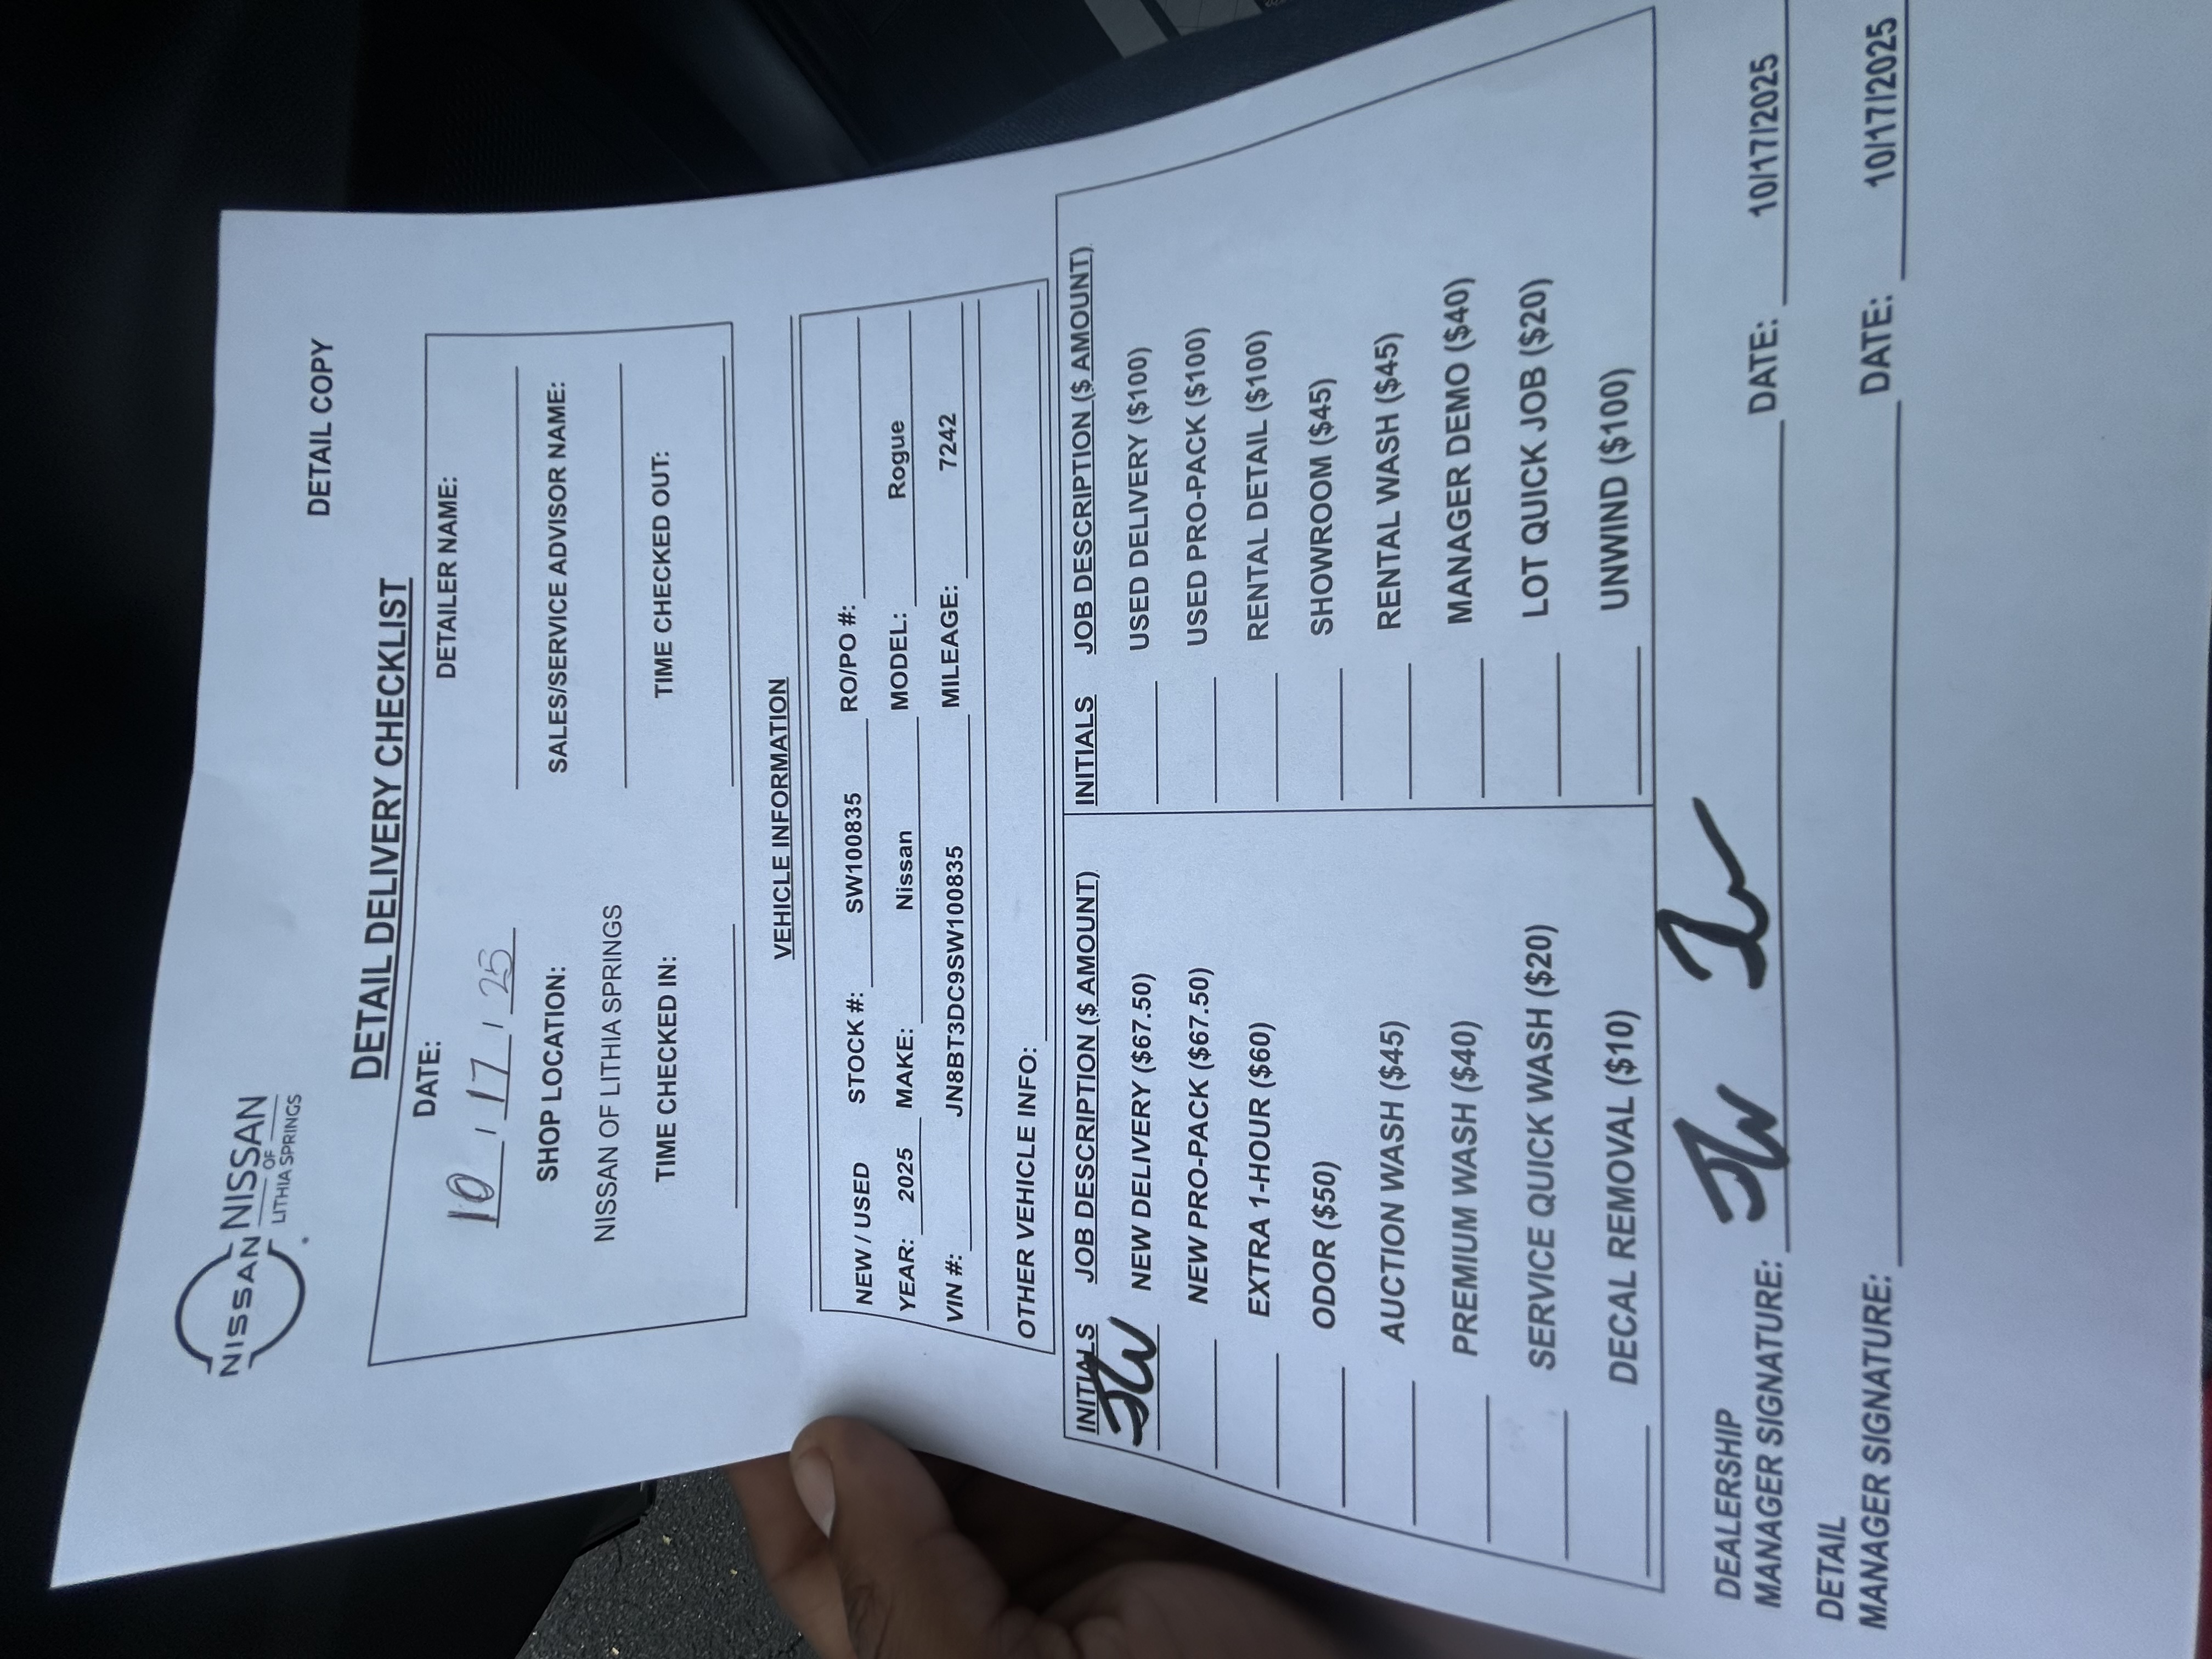 NISSAN NISSAN
OF
LITHIA SPRINGS
DETAIL COPY
DETAIL DELIVERY CHECKLIST
DATE: DETAILER NAME:
10 / 17 / 25
SHOP LOCATION: SALES/SERVICE ADVISOR NAME:
NISSAN OF LITHIA SPRINGS
TIME CHECKED IN: TIME CHECKED OUT:
VEHICLE INFORMATION
NEW / USED STOCK #: SW100835 RO/PO #:
YEAR: 2025 MAKE: Nissan MODEL: Rogue
VIN #: JN8BT3DC9SW100835 MILEAGE: 7242
OTHER VEHICLE INFO:
INITIALS JOB DESCRIPTION ($ AMOUNT) INITIALS JOB DESCRIPTION ($ AMOUNT)
JW NEW DELIVERY ($67.50) USED DELIVERY ($100)
NEW PRO-PACK ($67.50) USED PRO-PACK ($100)
EXTRA 1-HOUR ($60) RENTAL DETAIL ($100)
ODOR ($50) SHOWROOM ($45)
AUCTION WASH ($45) RENTAL WASH ($45)
PREMIUM WASH ($40) MANAGER DEMO ($40)
SERVICE QUICK WASH ($20) LOT QUICK JOB ($20)
DECAL REMOVAL ($10) UNWIND ($100)
DEALERSHIP
MANAGER SIGNATURE: JW DATE: 10/17/2025
DETAIL
MANAGER SIGNATURE: DATE: 10/17/2025